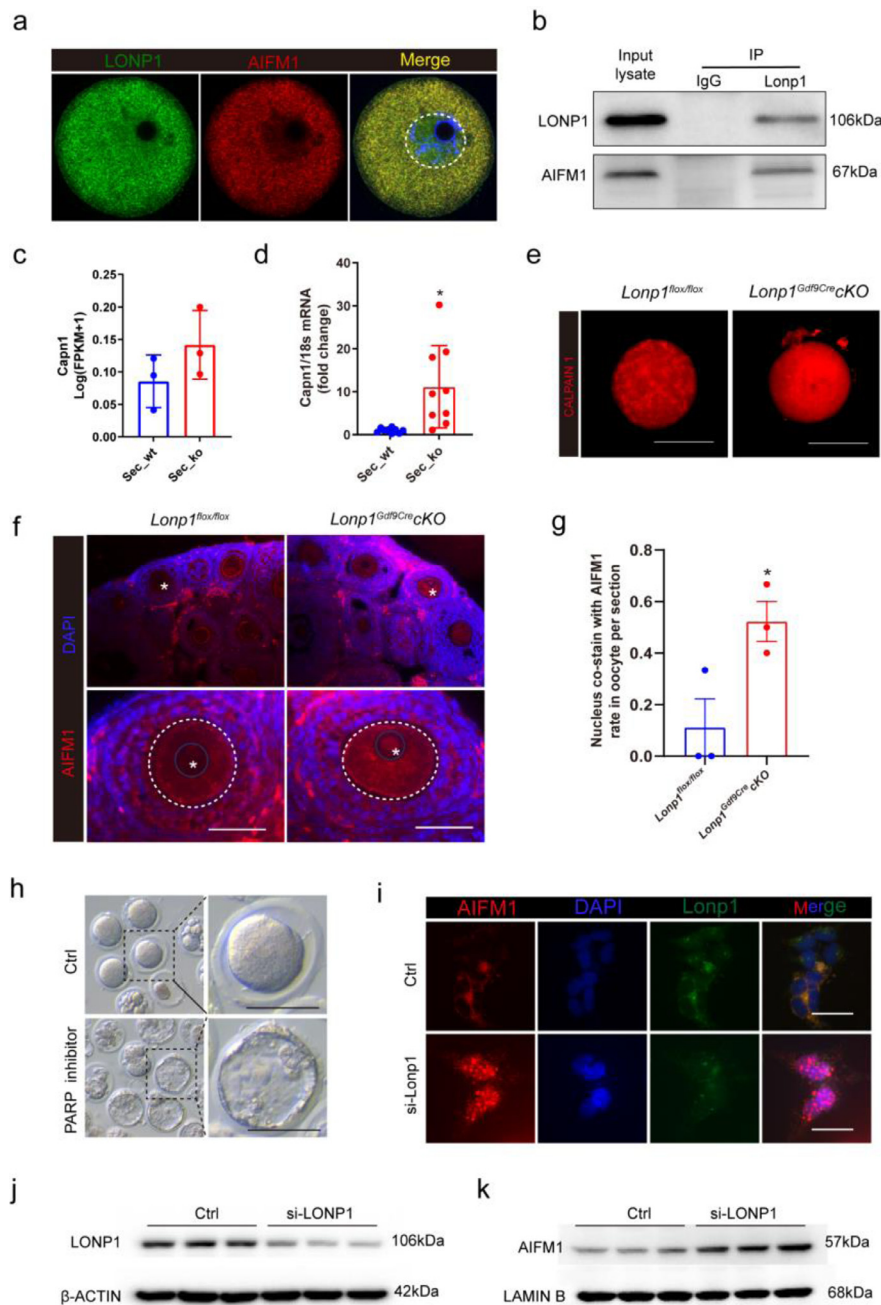 a
LONP1 AIFM1 Merge
b
Input lysate
IP
IgG Lonp1
LONP1 106kDa
AIFM1 67kDa
c
Capn1
Log(FPKM+1)
0.25
0.20
0.15
0.10
0.05
0.00
Sec_wt
Sec_ko
d
Capn1/18s mRNA
(fold change)
40
30
20
10
0
*
Sec_wt
Sec_ko
e
Lonp1flox/flox Lonp1Gdf9CrecKO
CALPAIN 1
f
Lonp1flox/flox Lonp1Gdf9CrecKO
DAPI
AIFM1
*
*
*
*
g
Nucleus co-stain with AIFM1
rate in oocyte per section
0.8
0.6
0.4
0.2
0.0
*
Lonp1flox/flox
Lonp1Gdf9CrecKO
h
Ctrl
PARP inhibitor
i
AIFM1 DAPI Lonp1 Merge
Ctrl
si-Lonp1
j
Ctrl si-LONP1
LONP1 106kDa
β-ACTIN 42kDa
k
Ctrl si-LONP1
AIFM1 57kDa
LAMIN B 68kDa